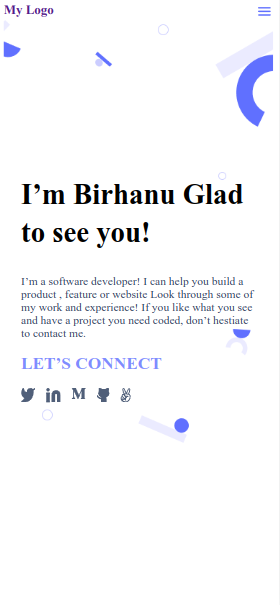 My Logo
I’m Birhanu Glad
to see you!
I’m a software developer! I can help you build a
product , feature or website Look through some of
my work and experience! If you like what you see
and have a project you need coded, don’t hestiate
to contact me.
LET’S CONNECT